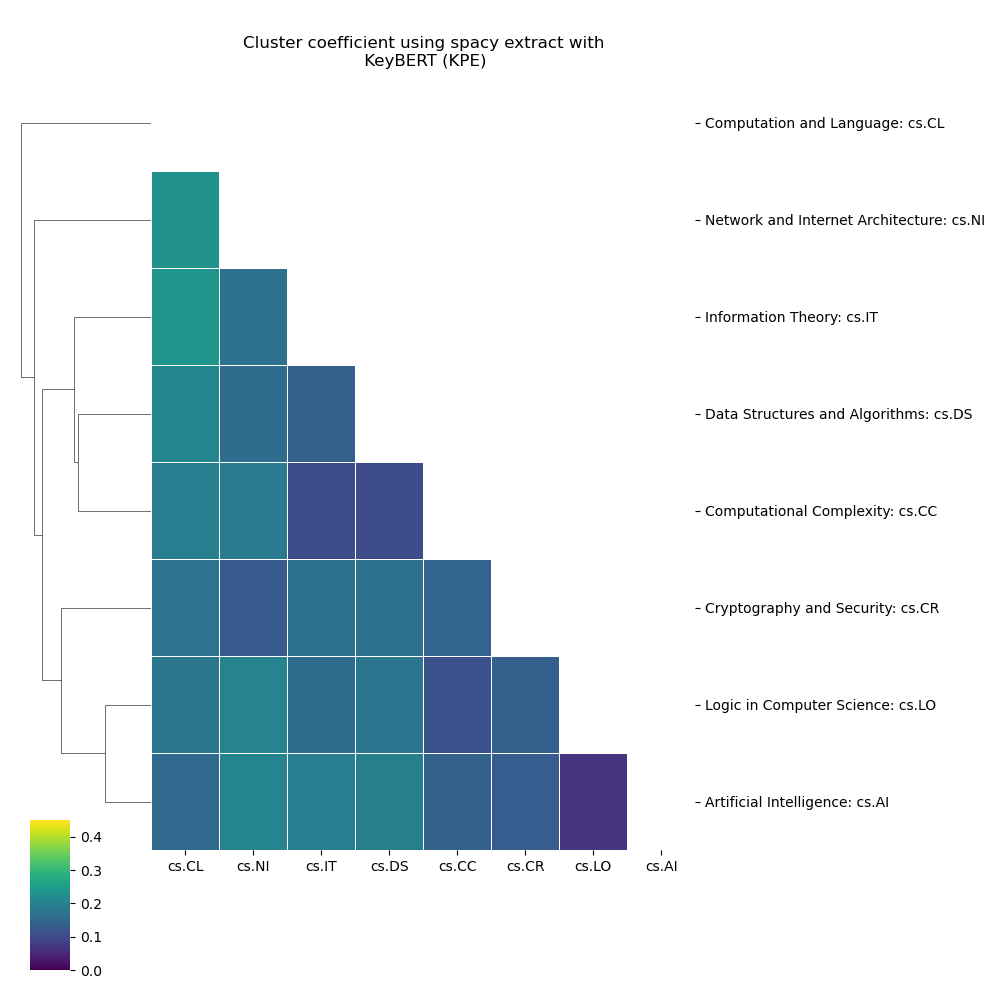 Cluster coefficient using spacy extract with
KeyBERT (KPE)
Computation and Language: cs.CL
Network and Internet Architecture: cs.NI
Information Theory: cs.IT
Data Structures and Algorithms: cs.DS
Computational Complexity: cs.CC
Cryptography and Security: cs.CR
Logic in Computer Science: cs.LO
Artificial Intelligence: cs.AI
cs.CL cs.NI cs.IT cs.DS cs.CC cs.CR cs.LO cs.AI
0.4
0.3
0.2
0.1
0.0